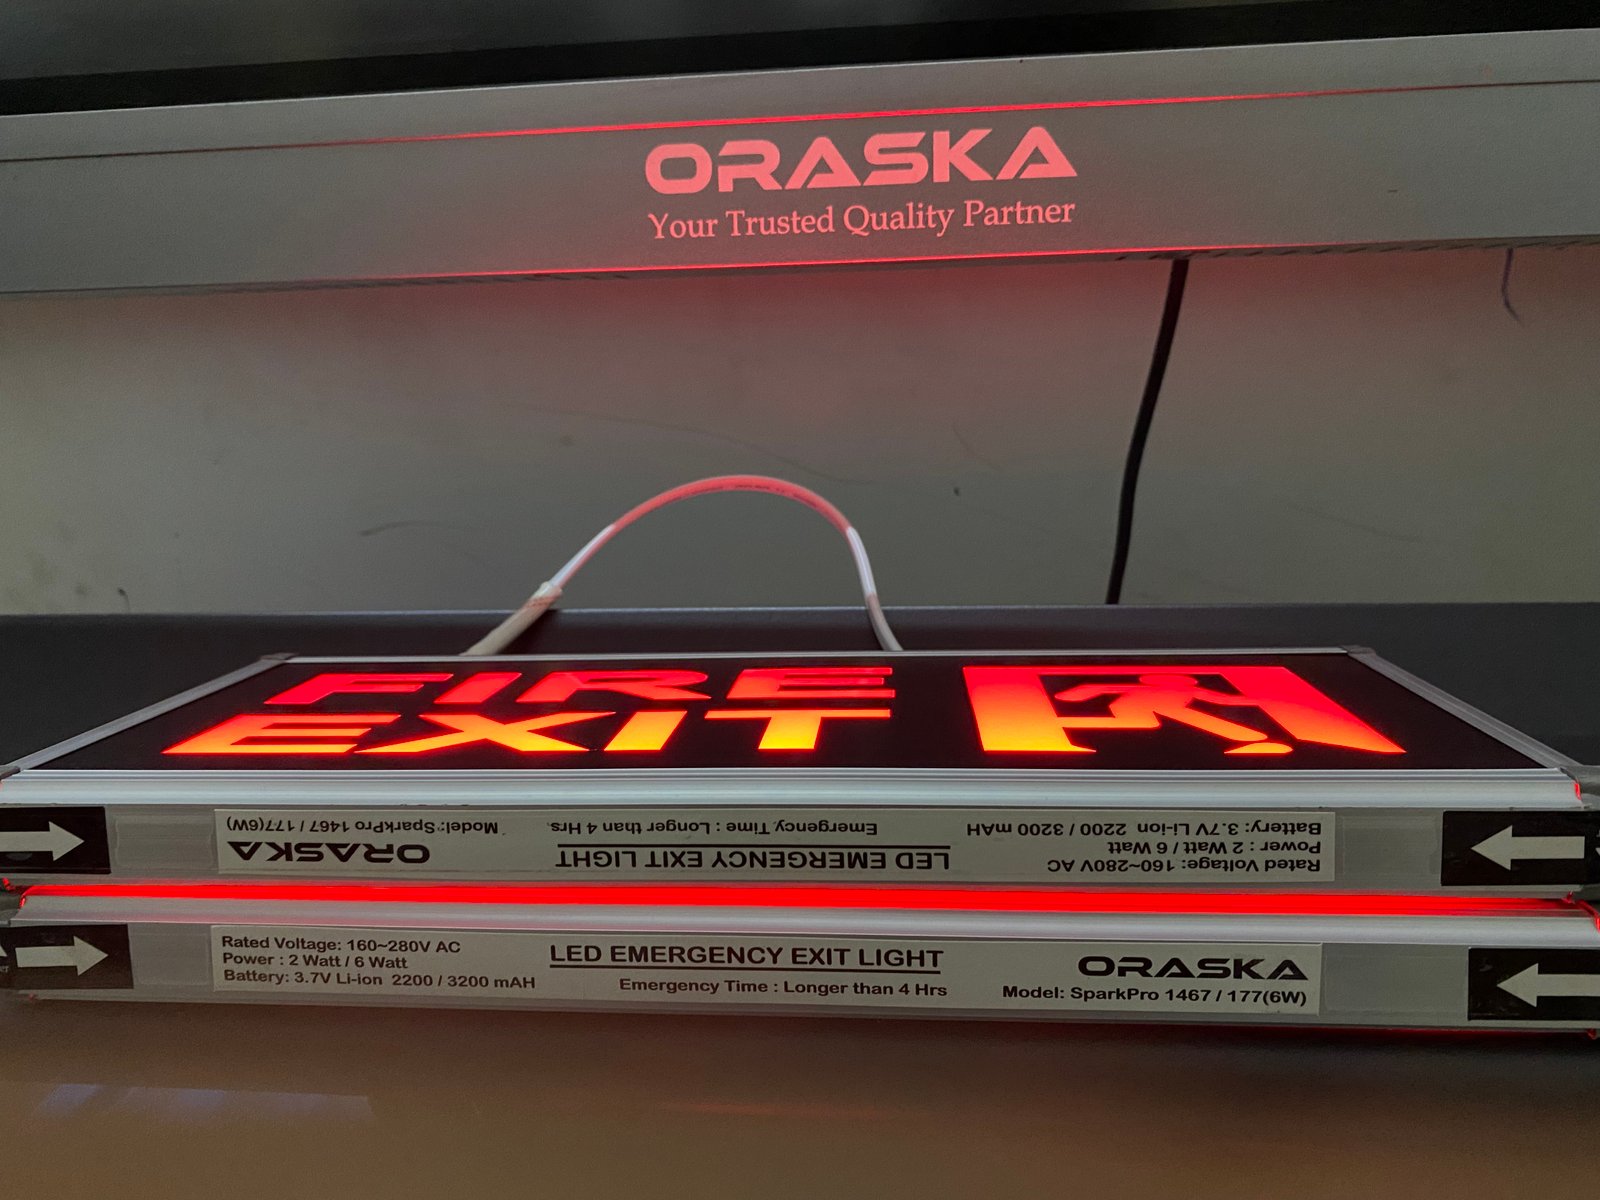 ORASKA
Your Trusted Quality Partner
FIRE
EXIT
Rated Voltage: 160~280V AC
Power : 2 Watt / 6 Watt
Battery: 3.7V Li-ion 2200 / 3200 mAH
LED EMERGENCY EXIT LIGHT
Emergency Time : Longer than 4 Hrs.
ORASKA
Model: SparkPro 1467 / 177(6W)
Rated Voltage: 160~280V AC
Power : 2 Watt / 6 Watt
Battery: 3.7V Li-ion 2200 / 3200 mAH
LED EMERGENCY EXIT LIGHT
Emergency Time : Longer than 4 Hrs
ORASKA
Model: SparkPro 1467 / 177(6W)